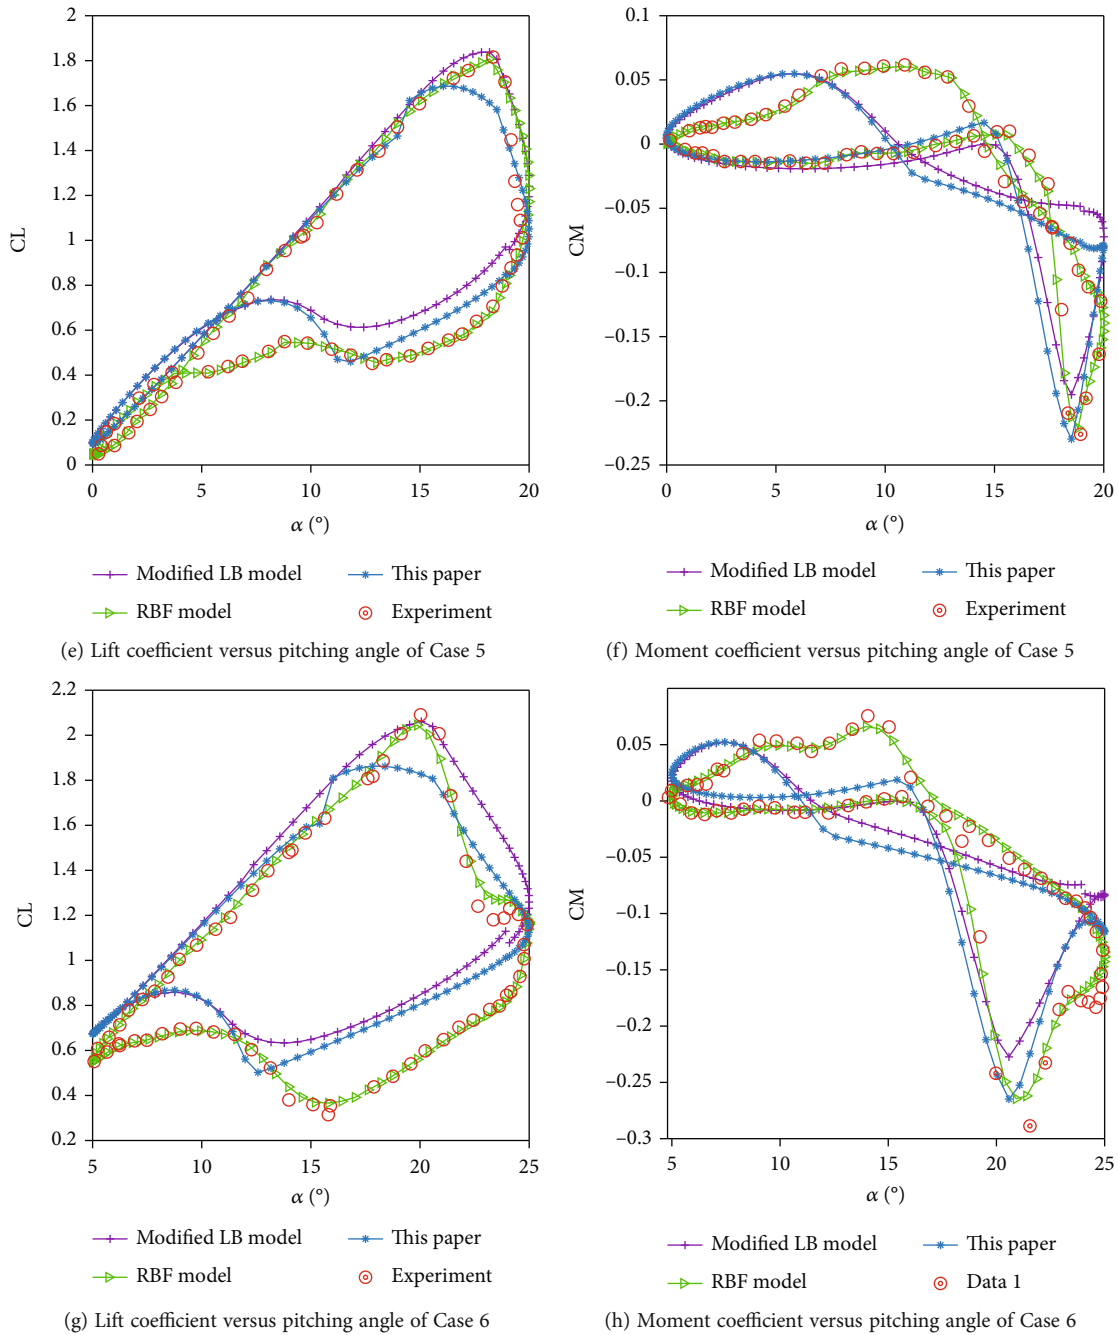 2
1.8
1.6
1.4
1.2
1
0.8
0.6
0.4
0.2
0
CL
0 5 10 15 20
α (°)
Modified LB model
This paper
RBF model
Experiment
(e) Lift coefficient versus pitching angle of Case 5
0.1
0.05
0
−0.05
−0.1
−0.15
−0.2
−0.25
CM
0 5 10 15 20
α (°)
Modified LB model
This paper
RBF model
Experiment
(f) Moment coefficient versus pitching angle of Case 5
2.2
2
1.8
1.6
1.4
1.2
1
0.8
0.6
0.4
0.2
CL
5 10 15 20 25
α (°)
Modified LB model
This paper
RBF model
Experiment
(g) Lift coefficient versus pitching angle of Case 6
0.05
0
−0.05
−0.1
−0.15
−0.2
−0.25
−0.3
CM
5 10 15 20 25
α (°)
Modified LB model
This paper
RBF model
Data 1
(h) Moment coefficient versus pitching angle of Case 6